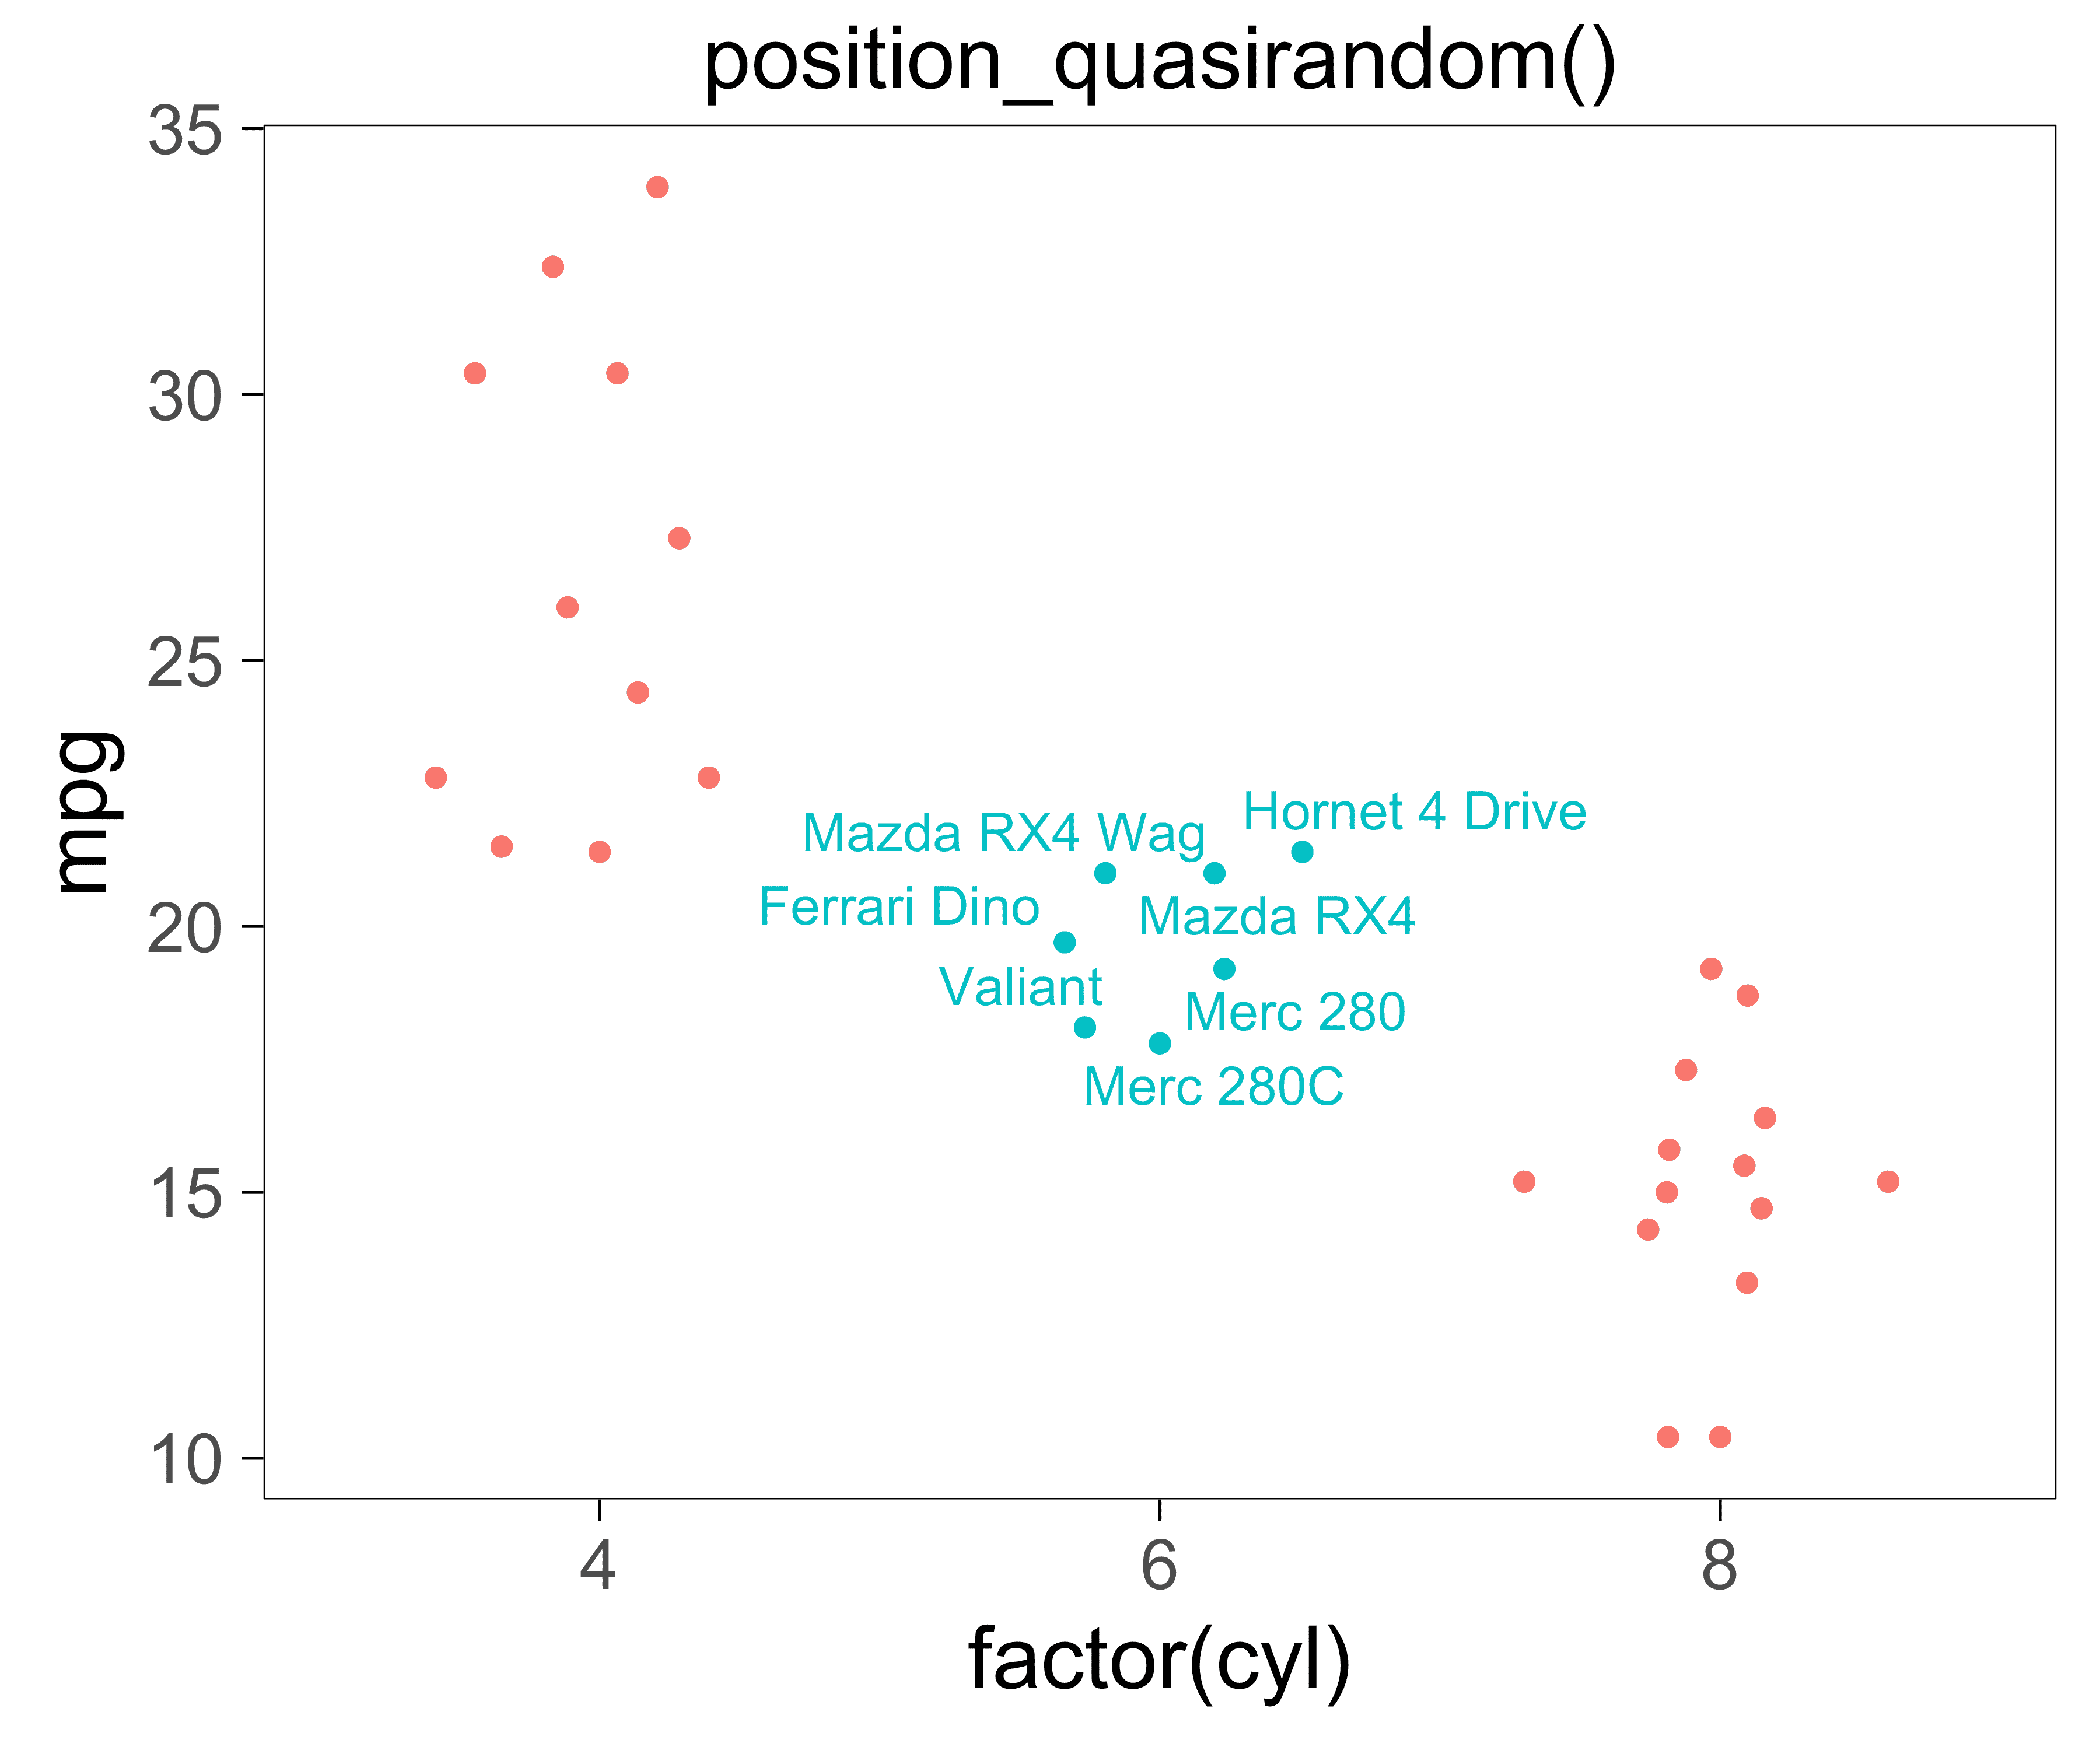 position_quasirandom()
35
30
25
20
15
10
mpg
Hornet 4 Drive
Mazda RX4 Wag
Ferrari Dino
Mazda RX4
Valiant
Merc 280
Merc 280C
4 6 8
factor(cyl)